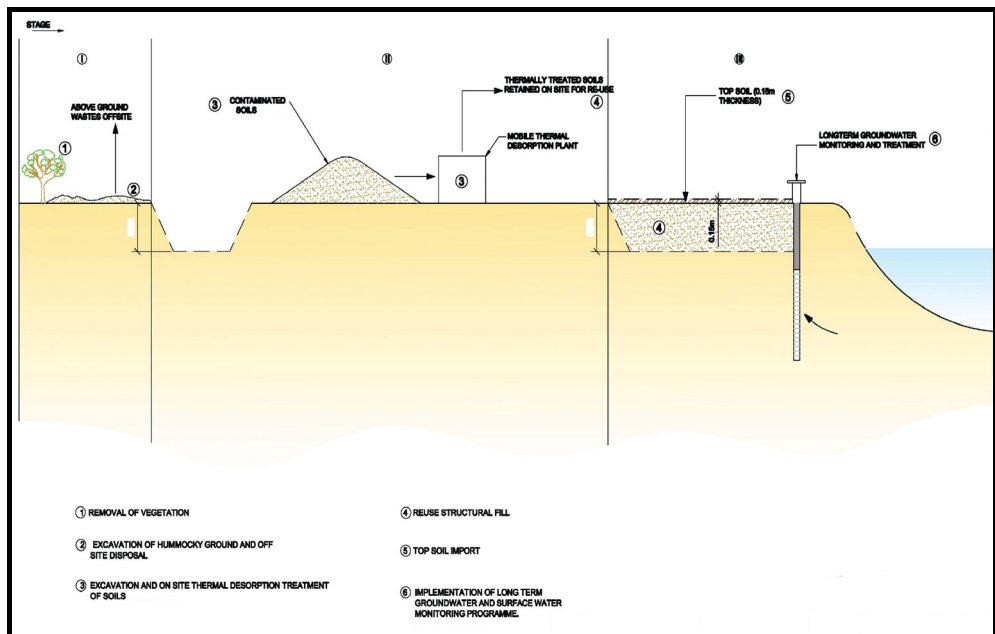 STAGE
I
II
III
ABOVE GROUND
WASTES OFFSITE
1
2
3
CONTAMINATED
SOILS
THERMALLY TREATED SOILS
RETAINED ON SITE FOR RE-USE
4
MOBILE THERMAL
DESORPTION PLANT
3
TOP SOIL (0.15m
THICKNESS)
5
LONGTERM GROUNDWATER
MONITORING AND TREATMENT
6
4
0.15m
1 REMOVAL OF VEGETATION
2 EXCAVATION OF HUMMOCKY GROUND AND OFF
SITE DISPOSAL
3 EXCAVATION AND ON SITE THERMAL DESORPTION TREATMENT
OF SOILS
4 REUSE STRUCTURAL FILL
5 TOP SOIL IMPORT
6 IMPLEMENTATION OF LONG TERM
GROUNDWATER AND SURFACE WATER
MONITORING PROGRAMME.